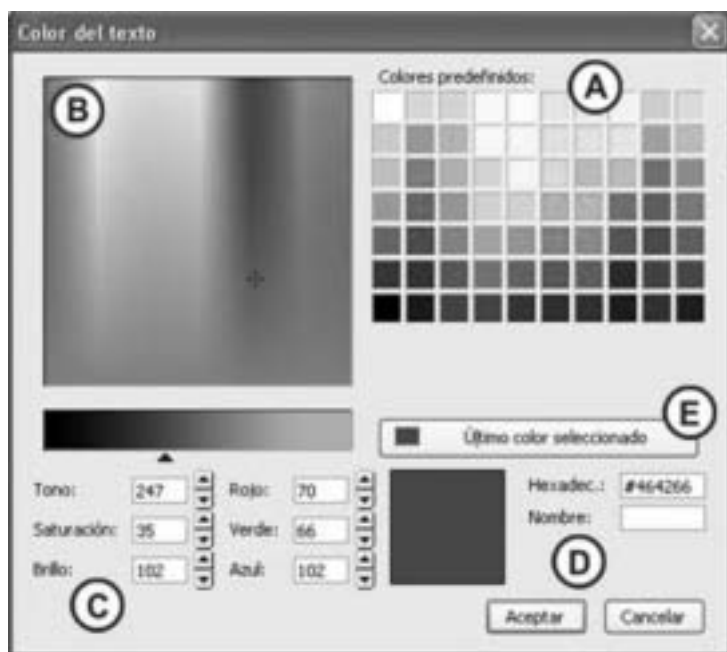 Color del texto
Colores predefinidos:
A
B
E
Último color seleccionado
Tono: 247 Rojo: 70 Hexadec.: #464266
Saturación: 35 Verde: 66 Nombre:
Brillo: 102 Azul: 102
D
C
Aceptar Cancelar